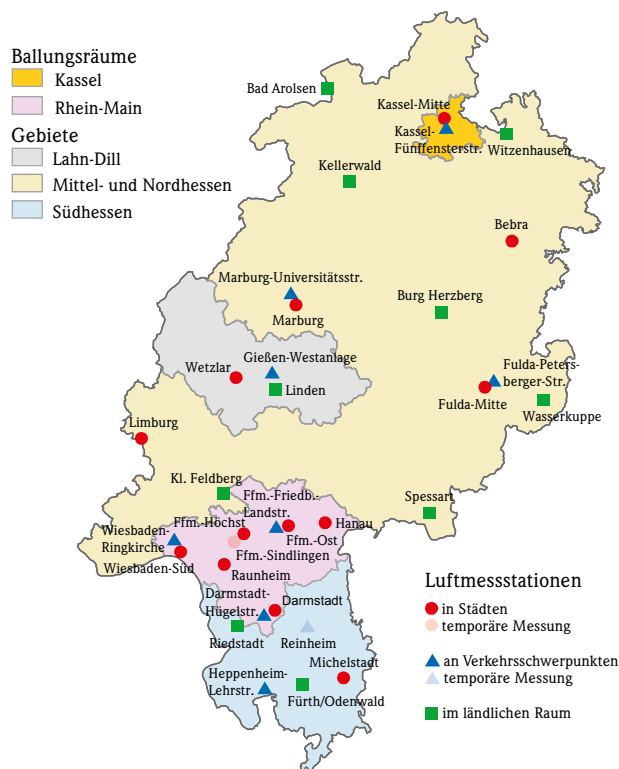 Ballungsräume
Kassel
Rhein-Main
Gebiete
Lahn-Dill
Mittel- und Nordhessen
Südhessen
Bad Arolsen
Kassel-Mitte
Kassel-
Fünffensterstr.
Witzenhausen
Kellerwald
Bebra
Marburg-Universitätsstr.
Marburg
Burg Herzberg
Gießen-Westanlage
Wetzlar
Linden
Fulda-Peters-
berger-Str.
Fulda-Mitte
Wasserkuppe
Limburg
Kl. Feldberg
Ffm.-Friedb.-
Landstr.
Spessart
Ffm.-Höchst
Hanau
Wiesbaden-
Ringkirche
Ffm.-Ost
Ffm.-Sindlingen
Wiesbaden-Süd
Raunheim
Darmstadt-
Hügelstr.
Darmstadt
Riedstadt
Reinheim
Michelstadt
Heppenheim-
Lehrstr.
Fürth/Odenwald
Luftmessstationen
in Städten
temporäre Messung
an Verkehrsschwerpunkten
temporäre Messung
im ländlichen Raum